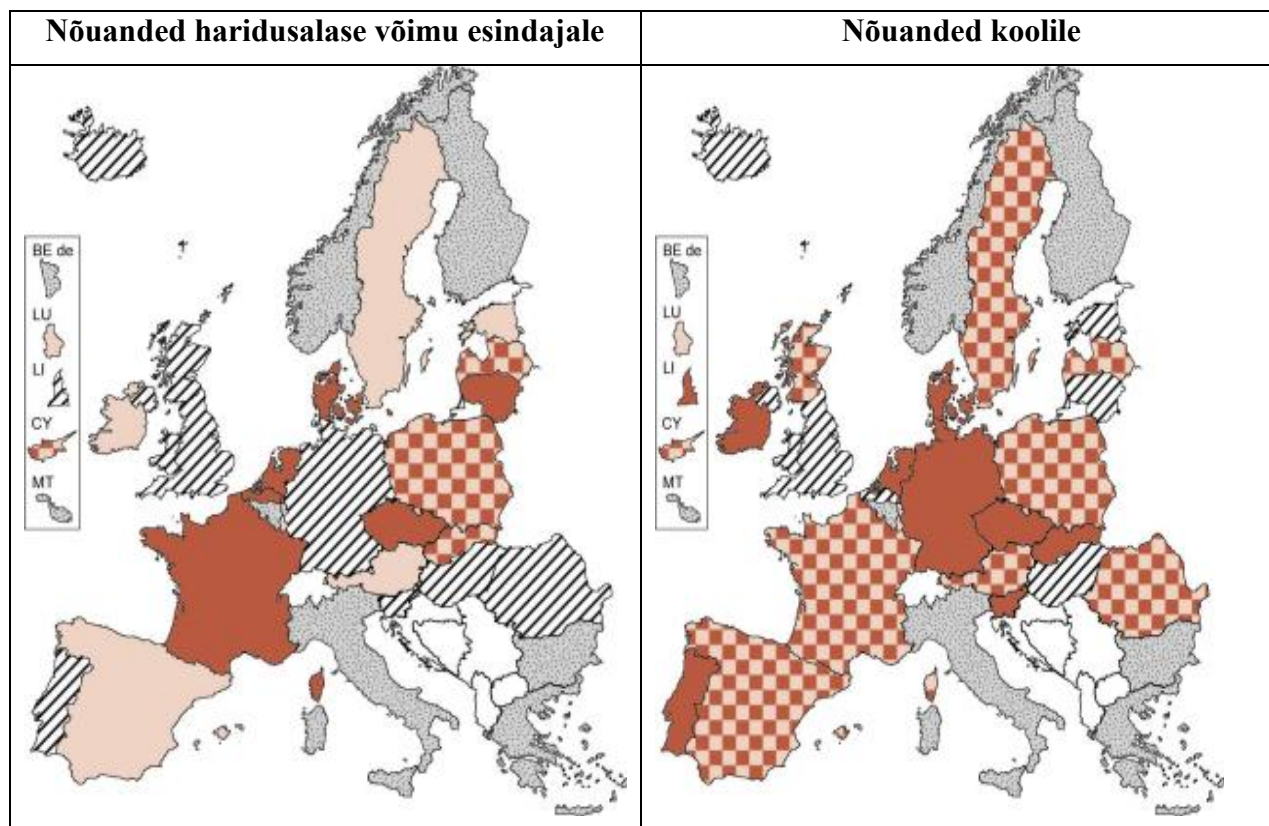 Nõuanded haridusalase võimu esindajale
Nõuanded koolile
BE de
LU
LI
CY
MT
BE de
LU
LI
CY
MT